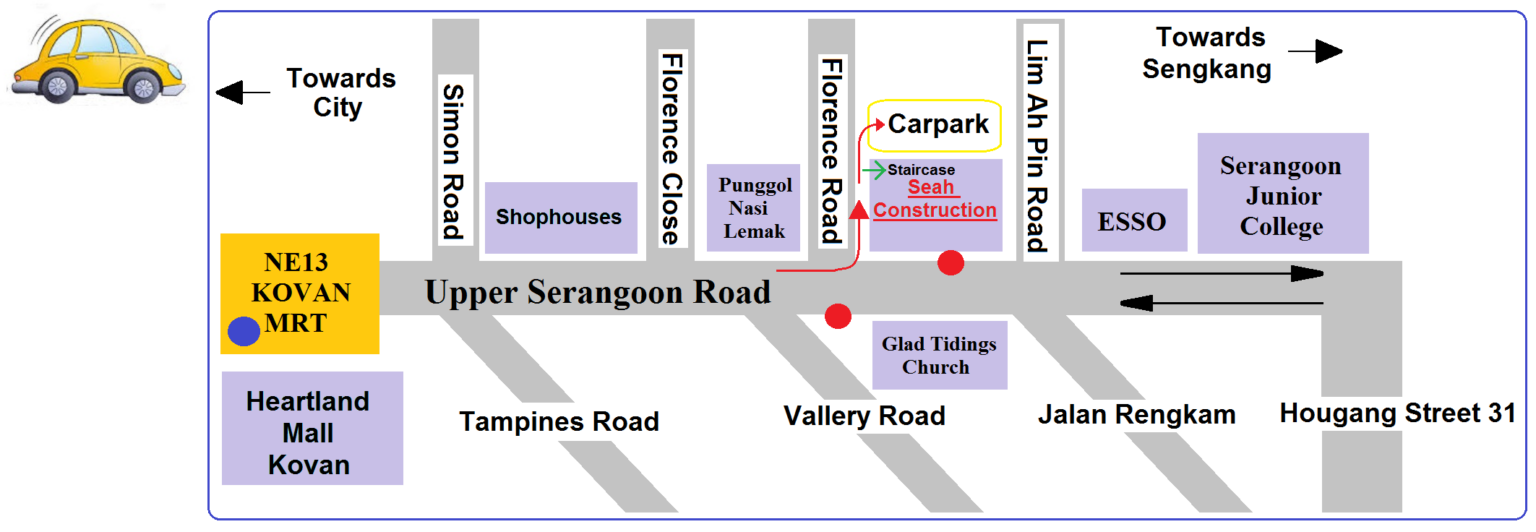 Towards
City
Simon Road
Florence Close
Florence Road
Lim Ah Pin Road
Towards
Sengkang
Carpark
Staircase
Seah
Construction
Punggol
Nasi
Lemak
Shophouses
ESSO
Serangoon
Junior
College
NE13
KOVAN
MRT
Upper Serangoon Road
Glad Tidings
Church
Heartland
Mall
Kovan
Tampines Road
Vallery Road
Jalan Rengkam
Hougang Street 31